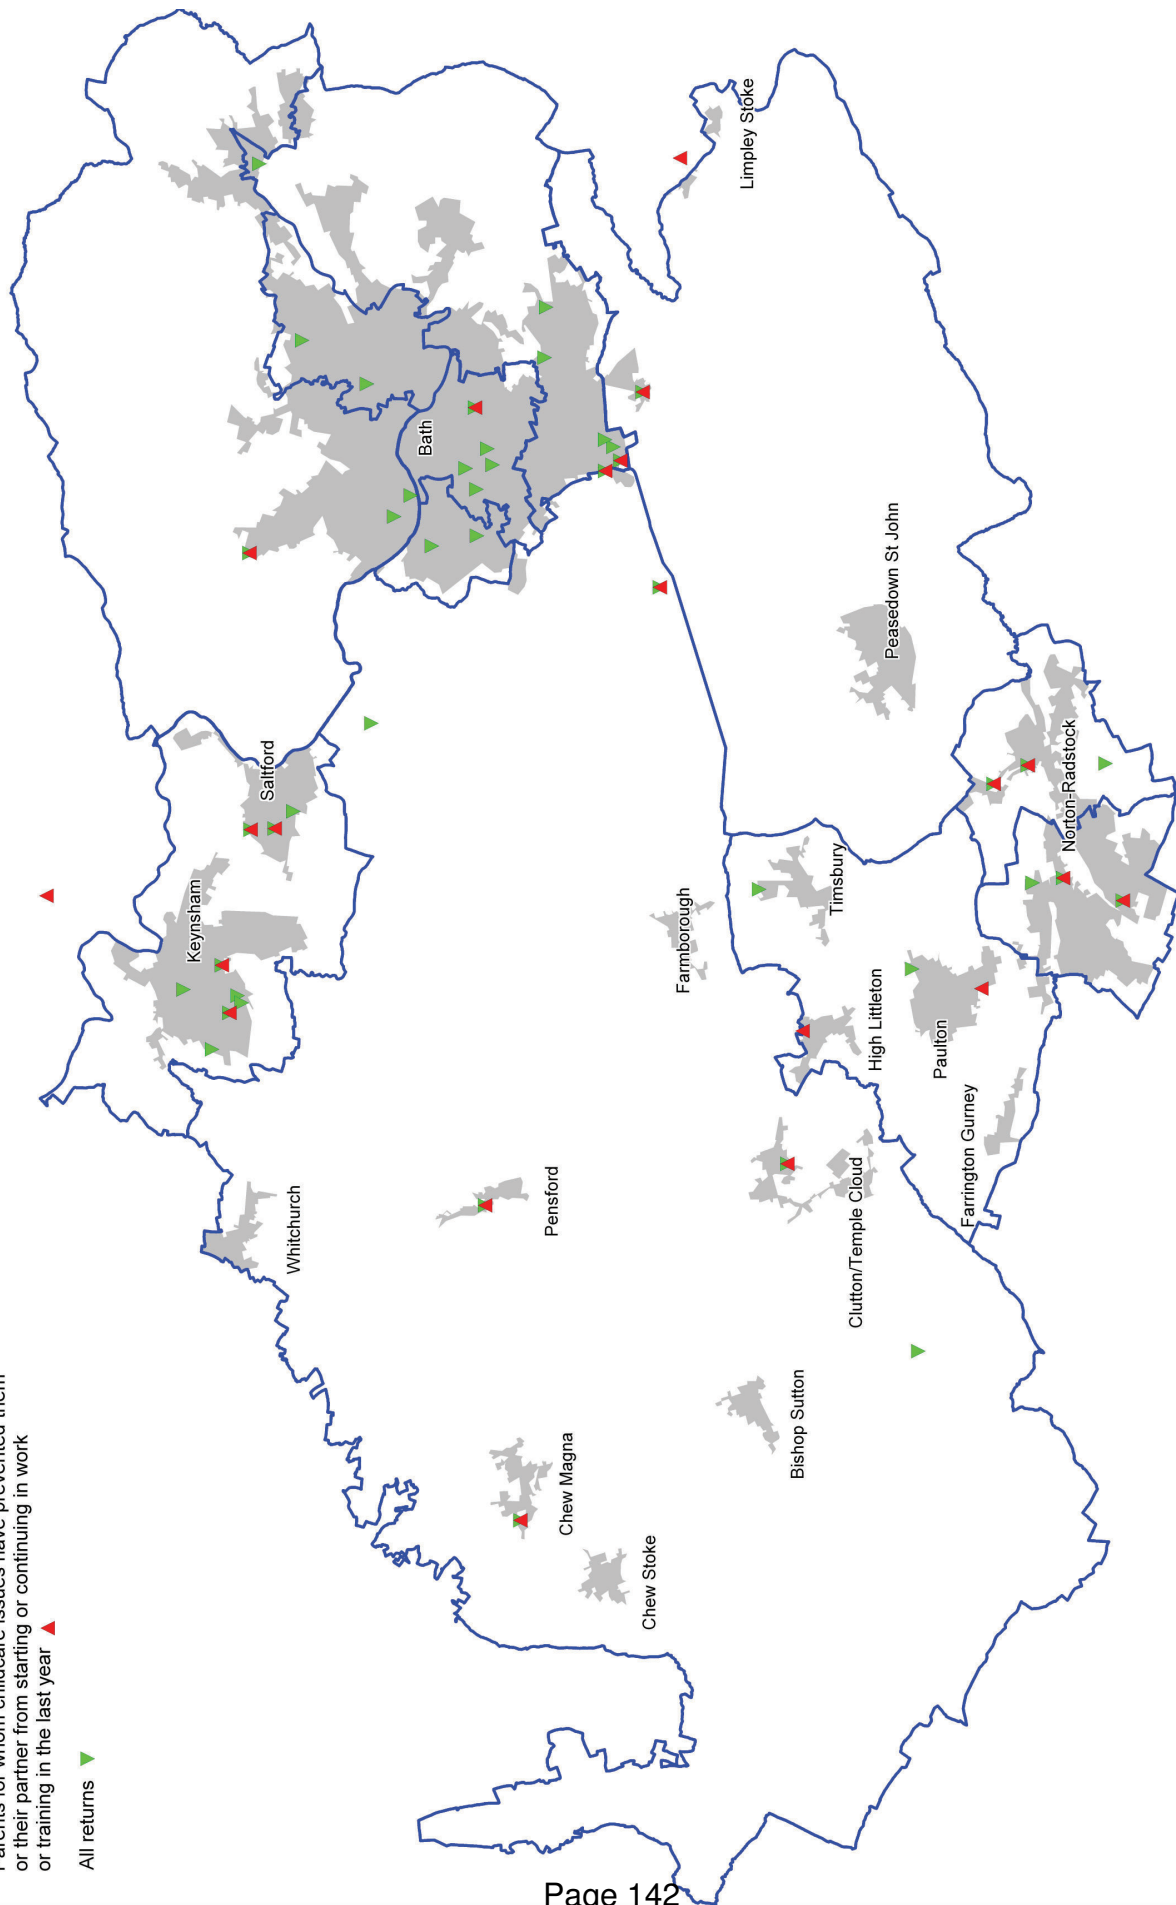 Parents for whom childcare issues have prevented them
or their partner from starting or continuing in work
or training in the last year
All returns
Keynsham
Saltford
Bath
Limpley Stoke
Whitchurch
Pensford
Farmborough
Timsbury
Peasedown St John
High Littleton
Paulton
Norton-Radstock
Farrington Gurney
Clutton/Temple Cloud
Bishop Sutton
Chew Magna
Chew Stoke
Page 142